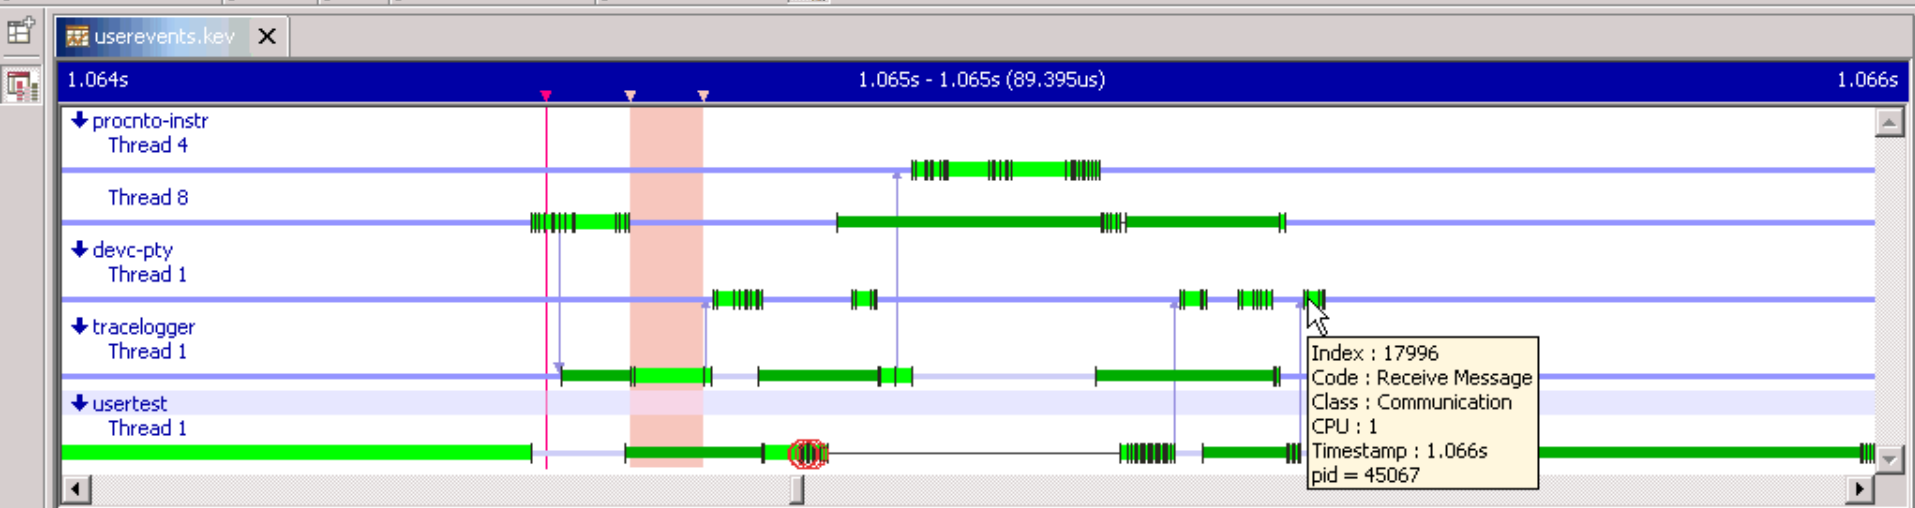 userevents.kev
1.064s 1.065s - 1.065s (89.395us) 1.066s
procnto-instr
Thread 4
Thread 8
devc-pty
Thread 1
tracelogger
Thread 1
usertest
Thread 1
Index : 17996
Code : Receive Message
Class : Communication
CPU : 1
Timestamp : 1.066s
pid = 45067